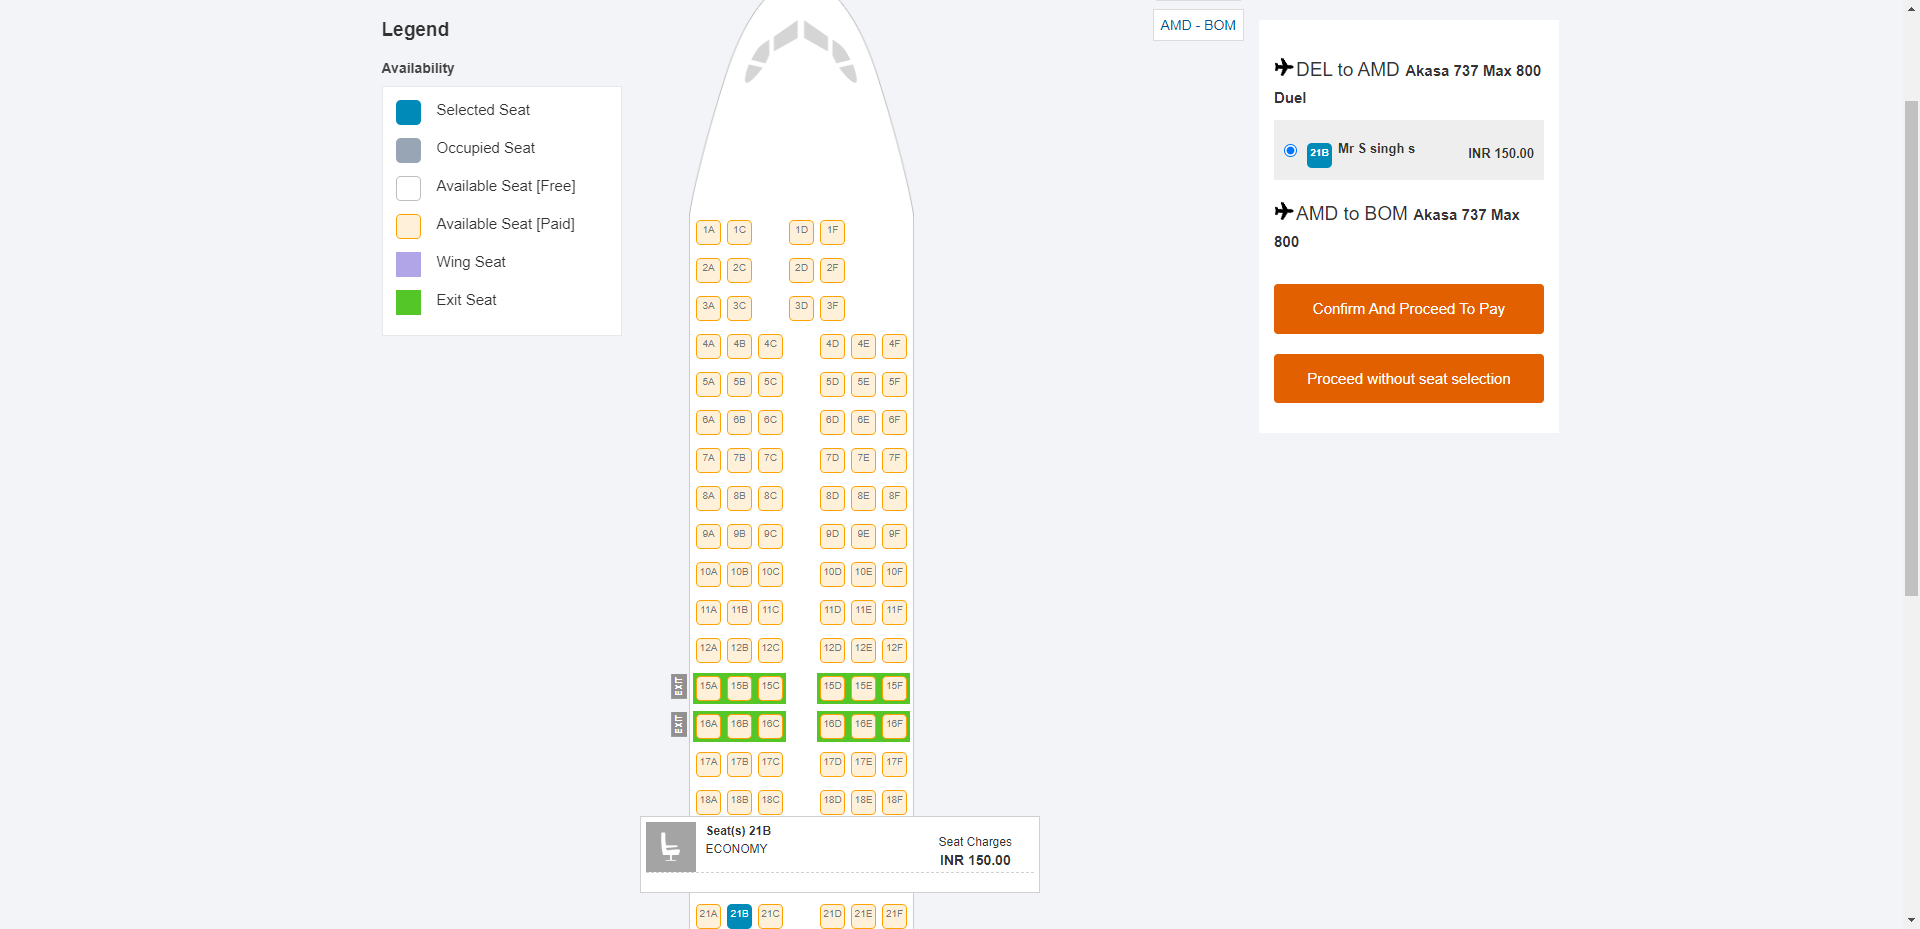 Legend
Availability
Selected Seat
Occupied Seat
Available Seat [Free]
Available Seat [Paid]
Wing Seat
Exit Seat
1A 1C 1D 1F
2A 2C 2D 2F
3A 3C 3D 3F
4A 4B 4C 4D 4E 4F
5A 5B 5C 5D 5E 5F
6A 6B 6C 6D 6E 6F
7A 7B 7C 7D 7E 7F
8A 8B 8C 8D 8E 8F
9A 9B 9C 9D 9E 9F
10A 10B 10C 10D 10E 10F
11A 11B 11C 11D 11E 11F
12A 12B 12C 12D 12E 12F
EXIT 15A 15B 15C 15D 15E 15F
EXIT 16A 16B 16C 16D 16E 16F
17A 17B 17C 17D 17E 17F
18A 18B 18C 18D 18E 18F
Seat(s) 21B
ECONOMY
Seat Charges
INR 150.00
21A 21B 21C 21D 21E 21F
AMD - BOM
DEL to AMD Akasa 737 Max 800
Duel
21B Mr S singh s INR 150.00
AMD to BOM Akasa 737 Max
800
Confirm And Proceed To Pay
Proceed without seat selection